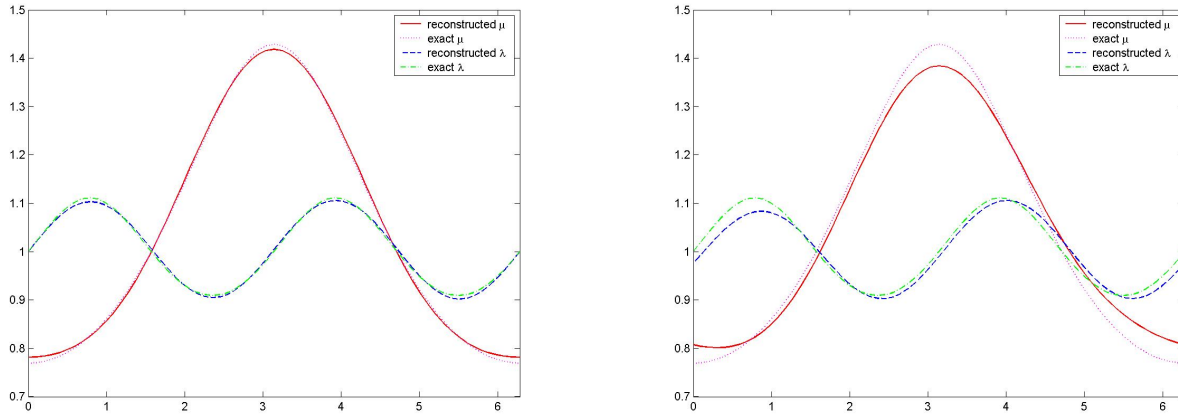 1.5
1.4
1.3
1.2
1.1
1
0.9
0.8
0.7
0 1 2 3 4 5 6
reconstructed μ
exact μ
reconstructed λ
exact λ
1.5
1.4
1.3
1.2
1.1
1
0.9
0.8
0.7
0 1 2 3 4 5 6
reconstructed μ
exact μ
reconstructed λ
exact λ